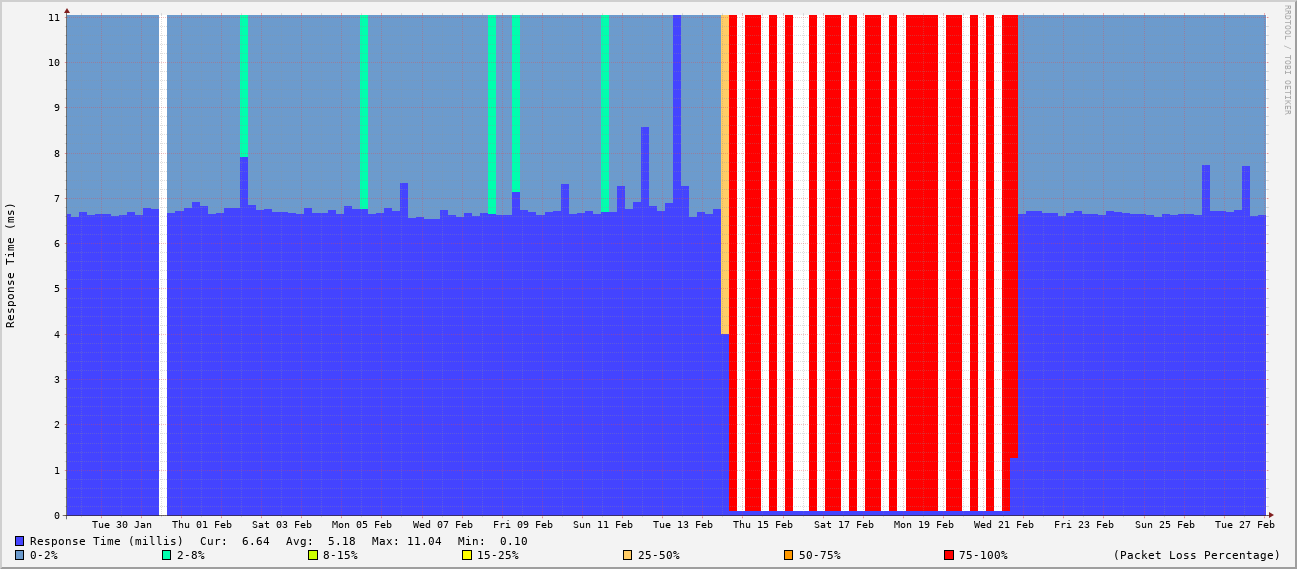 RRDTOOL / TOBI OETIKER
Response Time (ms)
11
10
9
8
7
6
5
4
3
2
1
0
Tue 30 Jan Thu 01 Feb Sat 03 Feb Mon 05 Feb Wed 07 Feb Fri 09 Feb Sun 11 Feb Tue 13 Feb Thu 15 Feb Sat 17 Feb Mon 19 Feb Wed 21 Feb Fri 23 Feb Sun 25 Feb Tue 27 Feb
Response Time (millis) Cur: 6.64 Avg: 5.18 Max: 11.04 Min: 0.10
0-2% 2-8% 8-15% 15-25% 25-50% 50-75% 75-100% (Packet Loss Percentage)